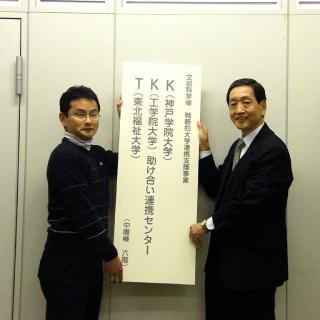 文部科学省 戦略的大学連携支援事業
K（神戸学院大学）
K（工学院大学）助け合い連携センター
T（東北福祉大学）
（中層棟 六階）